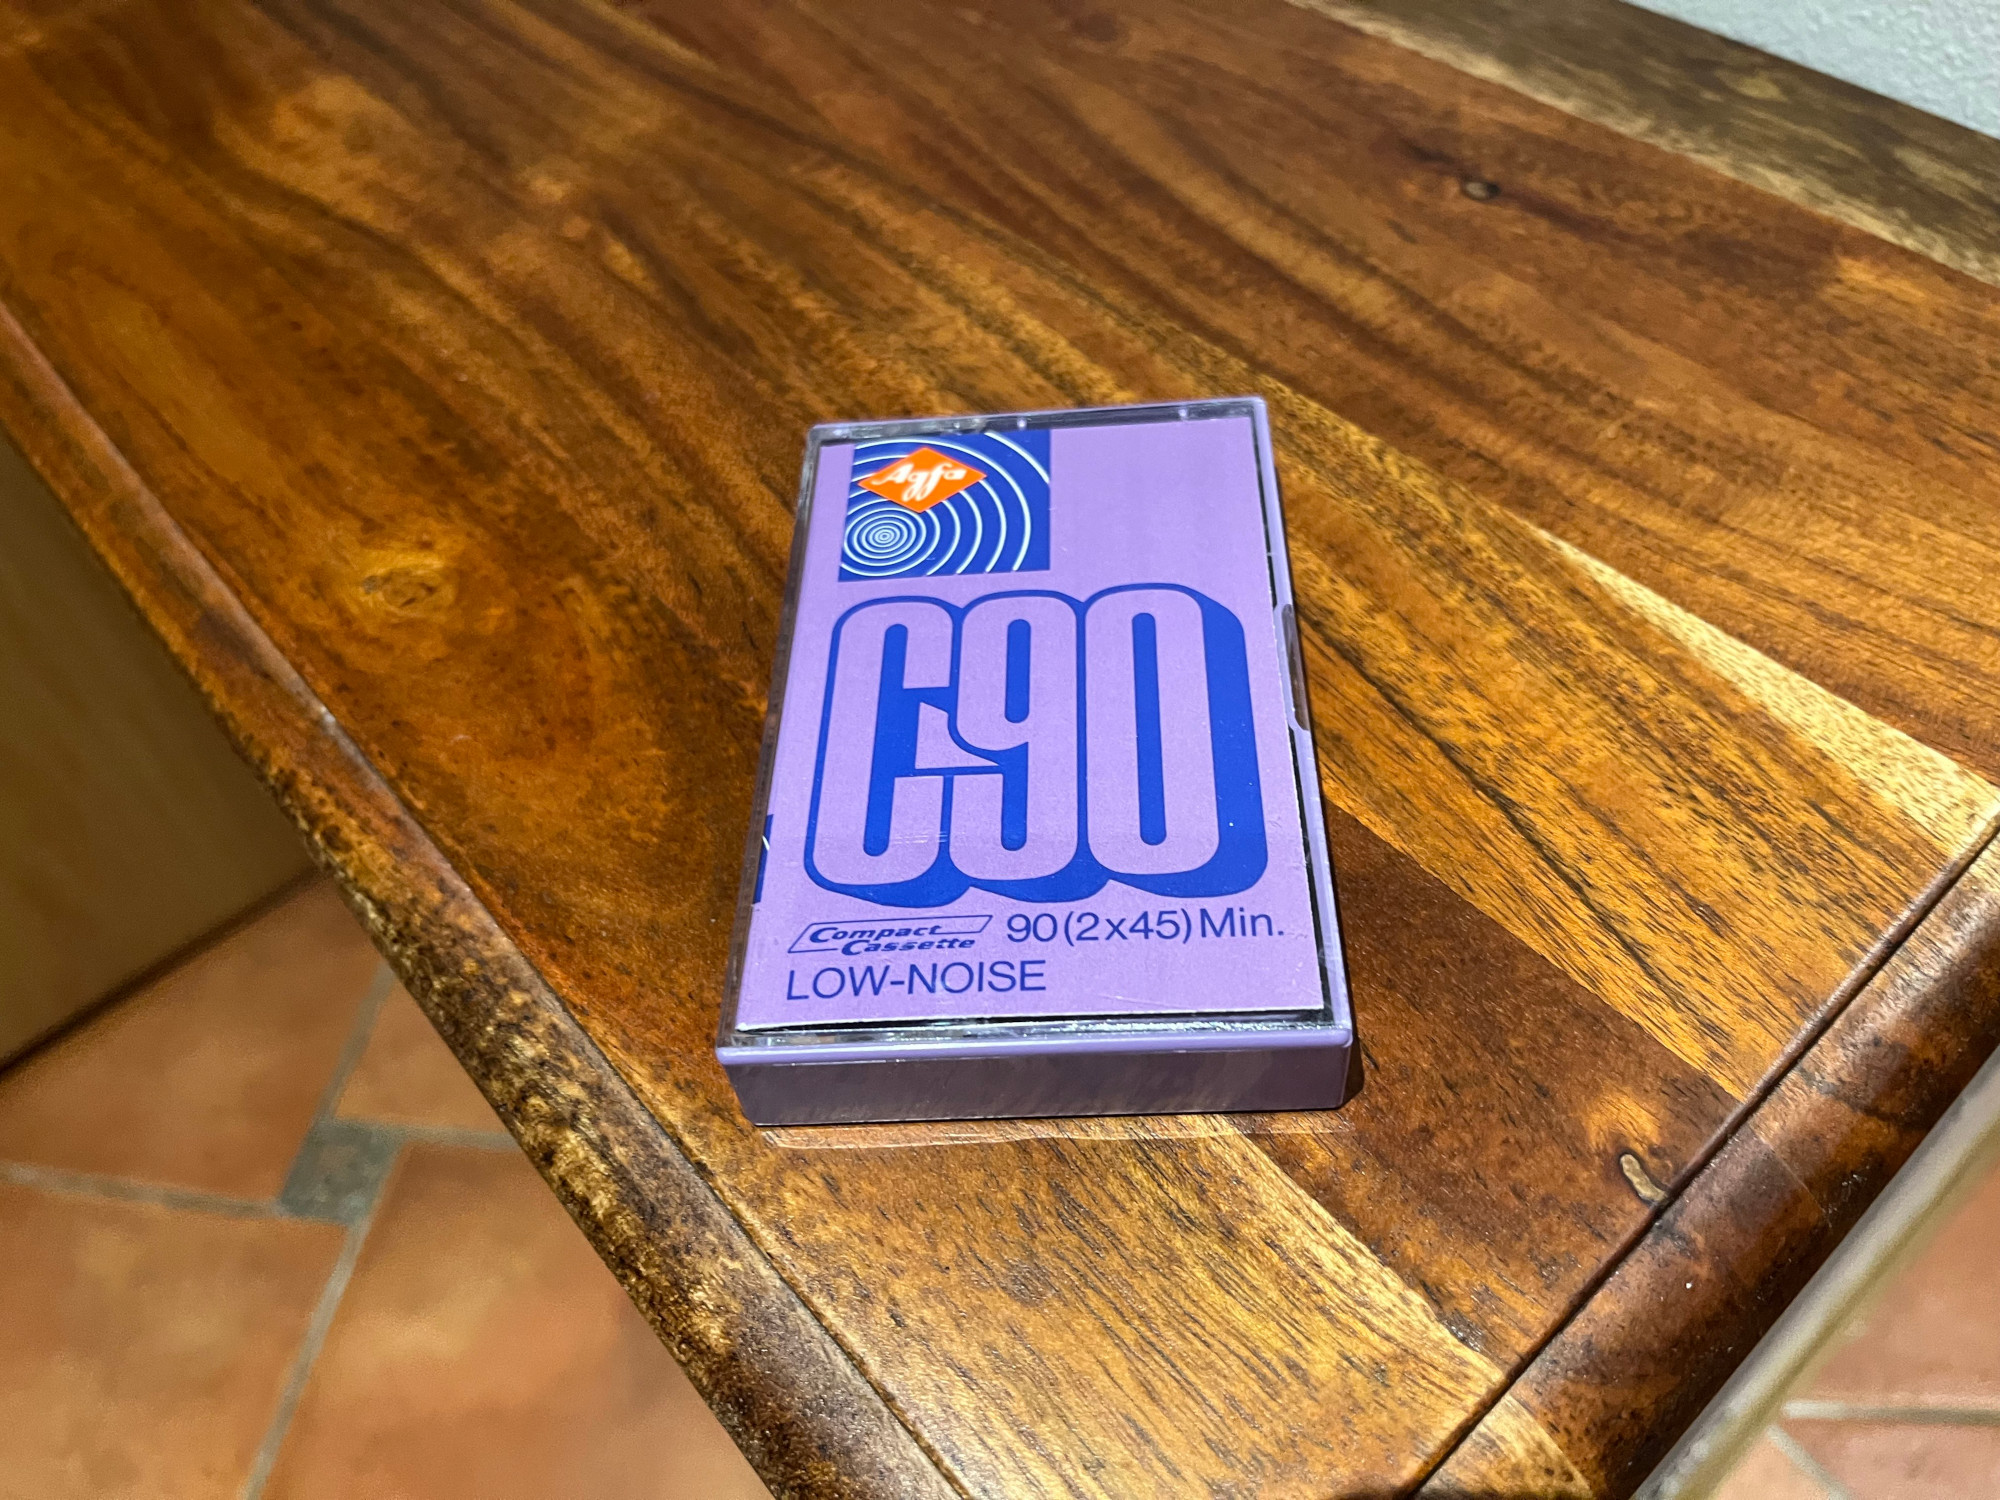 Agfa
C90
Compact
Cassette
90(2x45)Min.
LOW-NOISE